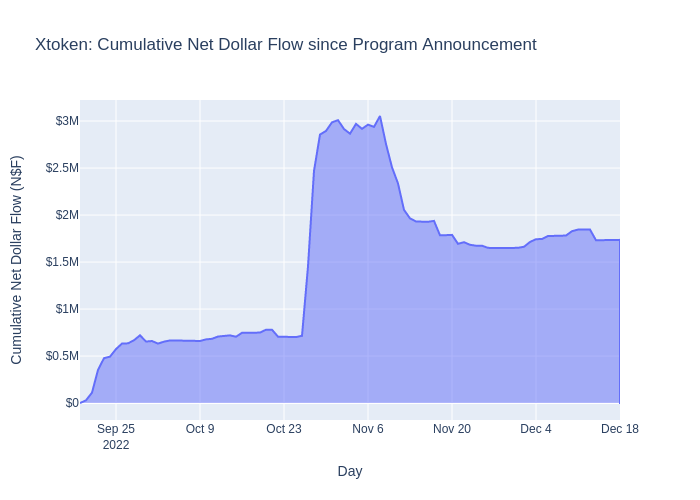 Xtoken: Cumulative Net Dollar Flow since Program Announcement
Cumulative Net Dollar Flow (N$F)
$3M
$2.5M
$2M
$1.5M
$1M
$0.5M
$0
Sep 25
2022
Oct 9
Oct 23
Nov 6
Nov 20
Dec 4
Dec 18
Day